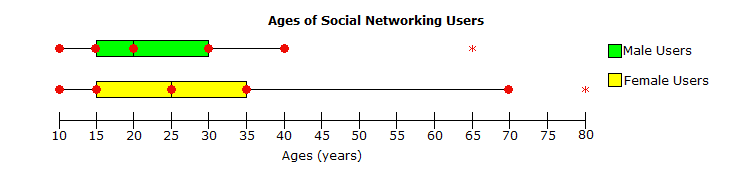 Ages of Social Networking Users
Male Users
Female Users
10 15 20 25 30 35 40 45 50 55 60 65 70 75 80
Ages (years)